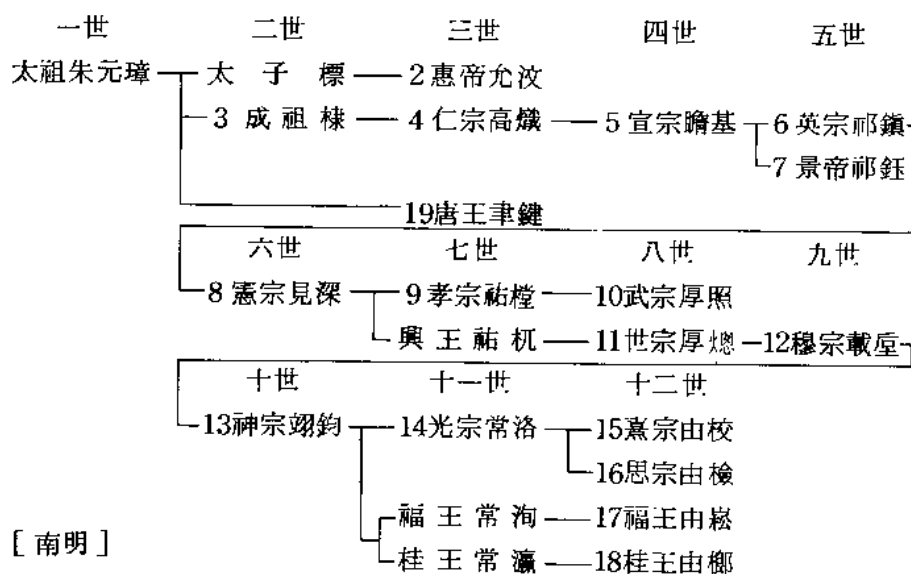 一世 二世 三世 四世 五世
太祖朱元璋 太子標 2惠帝允汶
3成祖棣 4仁宗高熾 5宣宗瞻基 6英宗祁鎮
7景帝祁鈺
19唐王聿鍵
六世 七世 八世 九世
8憲宗見深 9孝宗祐樘 10武宗厚照
興王祐杬 11世宗厚熜 12穆宗載垕
十世 十一世 十二世
13神宗翊鈞 14光宗常洛 15熹宗由校
16思宗由檢
福王常洵 17福王由崧
[南明] 桂王常瀛 18桂王由榔